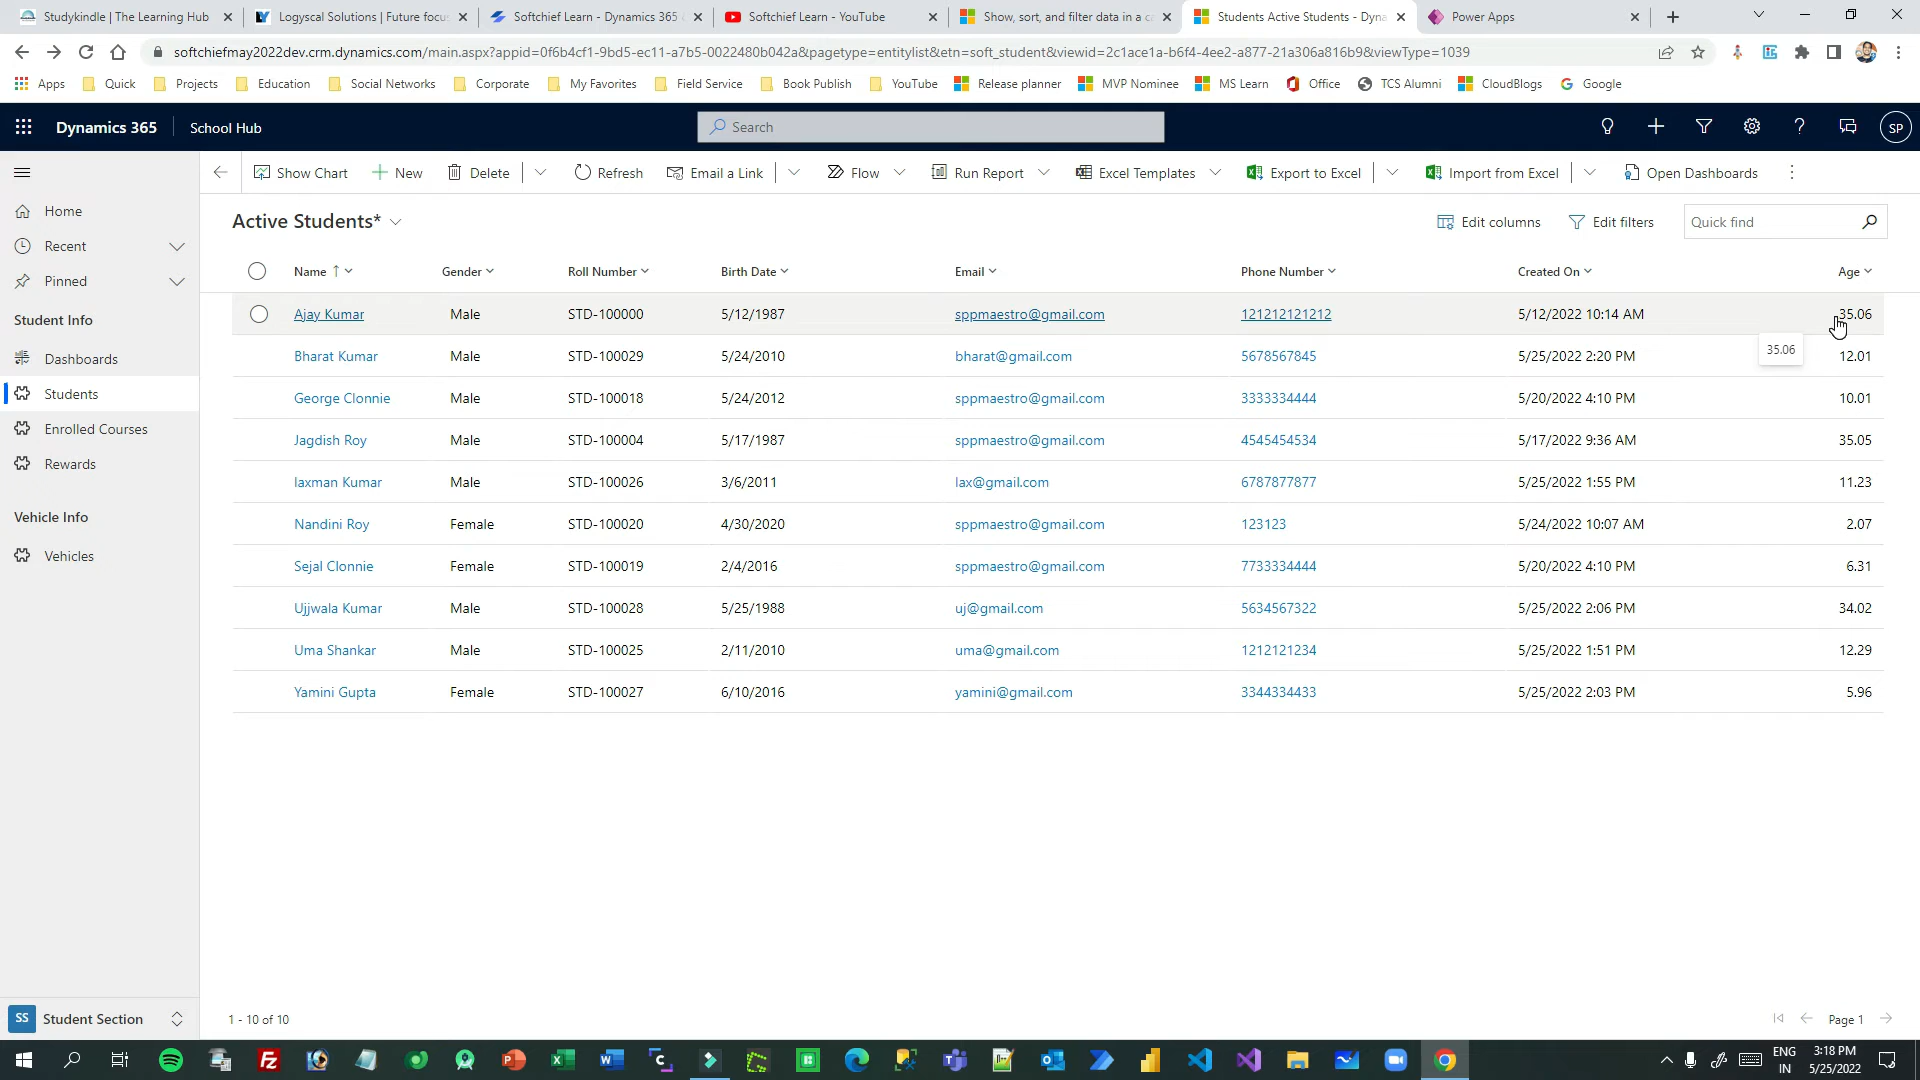 Studykindle | The Learning Hub
Logyscal Solutions | Future focus
Softchief Learn - Dynamics 365
Softchief Learn - YouTube
Show, sort, and filter data in a c
Students Active Students - Dyna
Power Apps
softchiefmay2022dev.crm.dynamics.com/main.aspx?appid=0f6b4cf1-9bd5-ec11-a7b5-0022480b042a&pagetype=entitylist&etn=soft_student&viewid=2c1ace1a-b6f4-4ee2-a877-21a306a816b9&viewType=1039
Apps Quick Projects Education Social Networks Corporate My Favorites Field Service Book Publish YouTube Release planner MVP Nominee MS Learn Office TCS Alumni CloudBlogs Google
Dynamics 365 School Hub Search SP
Show Chart New Delete Refresh Email a Link Flow Run Report Excel Templates Export to Excel Import from Excel Open Dashboards
Home
Recent
Pinned
Student Info
Dashboards
Students
Enrolled Courses
Rewards
Vehicle Info
Vehicles
SS Student Section
Active Students* Edit columns Edit filters Quick find
Name ↑ Gender Roll Number Birth Date Email Phone Number Created On Age
Ajay Kumar Male STD-100000 5/12/1987 sppmaestro@gmail.com 121212121212 5/12/2022 10:14 AM 35.06
35.06
Bharat Kumar Male STD-100029 5/24/2010 bharat@gmail.com 5678567845 5/25/2022 2:20 PM 12.01
George Clonnie Male STD-100018 5/24/2012 sppmaestro@gmail.com 3333334444 5/20/2022 4:10 PM 10.01
Jagdish Roy Male STD-100004 5/17/1987 sppmaestro@gmail.com 4545454534 5/17/2022 9:36 AM 35.05
laxman Kumar Male STD-100026 3/6/2011 lax@gmail.com 6787877877 5/25/2022 1:55 PM 11.23
Nandini Roy Female STD-100020 4/30/2020 sppmaestro@gmail.com 123123 5/24/2022 10:07 AM 2.07
Sejal Clonnie Female STD-100019 2/4/2016 sppmaestro@gmail.com 7733334444 5/20/2022 4:10 PM 6.31
Ujjwala Kumar Male STD-100028 5/25/1988 uj@gmail.com 5634567322 5/25/2022 2:06 PM 34.02
Uma Shankar Male STD-100025 2/11/2010 uma@gmail.com 1212121234 5/25/2022 1:51 PM 12.29
Yamini Gupta Female STD-100027 6/10/2016 yamini@gmail.com 3344334433 5/25/2022 2:03 PM 5.96
1 - 10 of 10 Page 1
ENG 3:18 PM
IN 5/25/2022